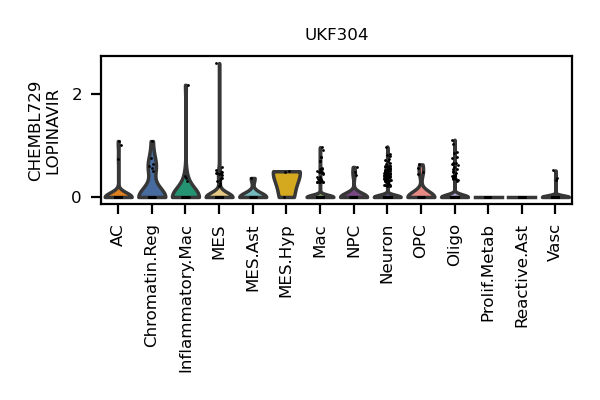 UKF304
CHEMBL729
LOPINAVIR
2
0
AC
Chromatin.Reg
Inflammatory.Mac
MES
MES.Ast
MES.Hyp
Mac
NPC
Neuron
OPC
Oligo
Prolif.Metab
Reactive.Ast
Vasc